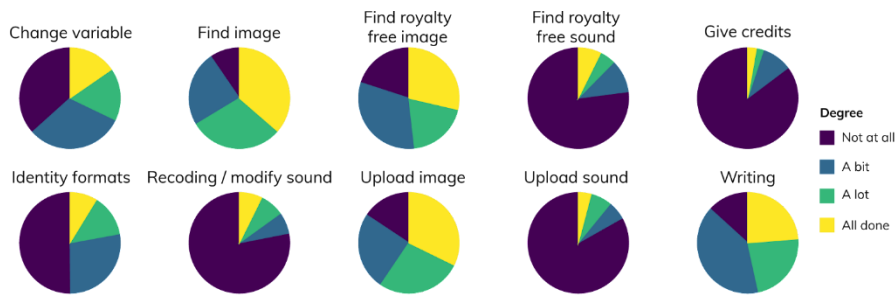 Change variable
Find image
Find royalty
free image
Find royalty
free sound
Give credits
Identity formats
Recoding / modify sound
Upload image
Upload sound
Writing
Degree
Not at all
A bit
A lot
All done